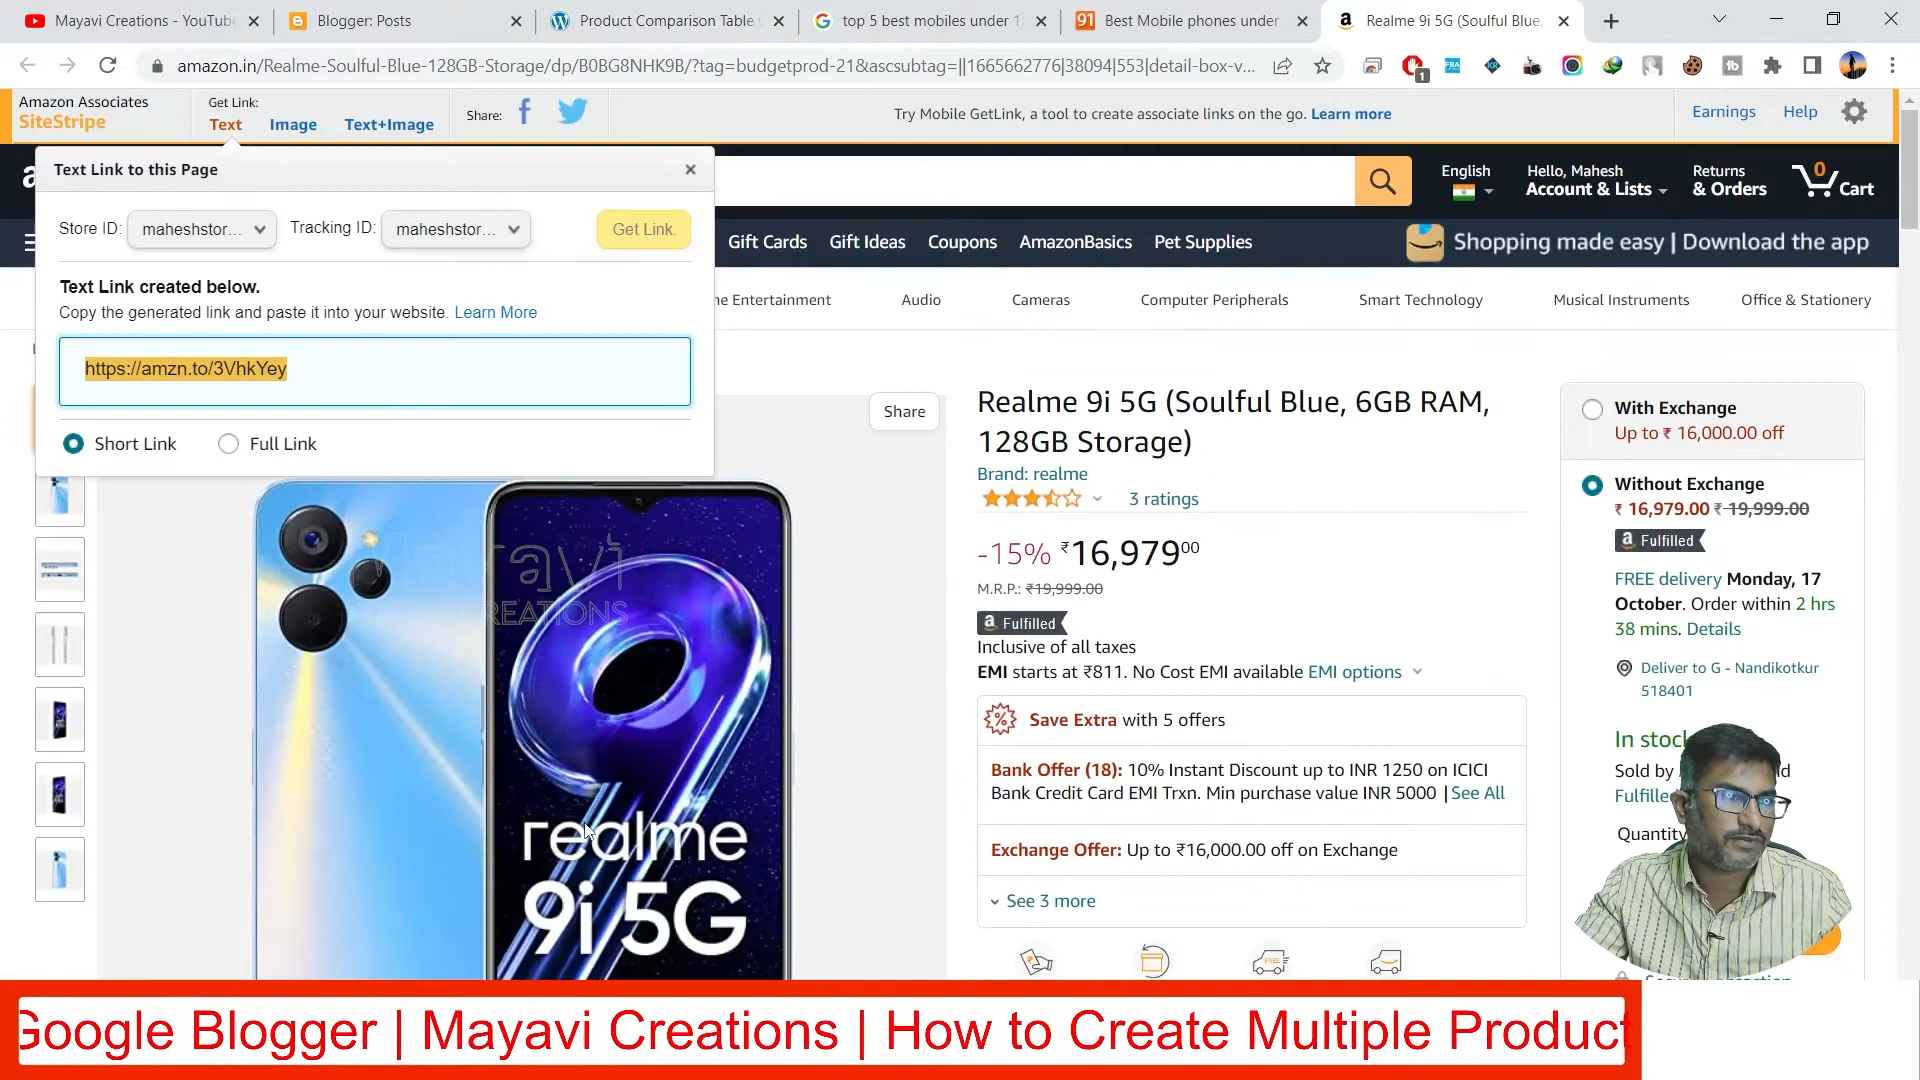 Mayavi Creations - YouTube
Blogger: Posts
Product Comparison Table
top 5 best mobiles under 1
Best Mobile phones under
Realme 9i 5G (Soulful Blue,
amazon.in/Realme-Soulful-Blue-128GB-Storage/dp/B0BG8NHK9B/?tag=budgetprod-21&ascsubtag=||1665662776|38094|553|detail-box-v...
Amazon Associates
SiteStripe
Get Link:
Text
Image
Text+Image
Share:
Try Mobile GetLink, a tool to create associate links on the go. Learn more
Earnings
Help
Text Link to this Page
Store ID:
maheshstor...
Tracking ID:
maheshstor...
Get Link.
Text Link created below.
Copy the generated link and paste it into your website. Learn More
https://amzn.to/3VhkYey
Short Link
Full Link
English
Hello, Mahesh
Account & Lists
Returns
& Orders
0
Cart
Gift Cards
Gift Ideas
Coupons
AmazonBasics
Pet Supplies
Shopping made easy | Download the app
Entertainment
Audio
Cameras
Computer Peripherals
Smart Technology
Musical Instruments
Office & Stationery
Share
Realme 9i 5G (Soulful Blue, 6GB RAM,
128GB Storage)
Brand: realme
3 ratings
-15% ₹16,97900
M.R.P.: ₹19,999.00
Fulfilled
Inclusive of all taxes
EMI starts at ₹811. No Cost EMI available EMI options
Save Extra with 5 offers
Bank Offer (18): 10% Instant Discount up to INR 1250 on ICICI
Bank Credit Card EMI Trxn. Min purchase value INR 5000 | See All
Exchange Offer: Up to ₹16,000.00 off on Exchange
See 3 more
With Exchange
Up to ₹ 16,000.00 off
Without Exchange
₹ 16,979.00 ₹ 19,999.00
Fulfilled
FREE delivery Monday, 17
October. Order within 2 hrs
38 mins. Details
Deliver to G - Nandikotkur
518401
In stock
Sold by
Quantity
realme
9i 5G
CREATIONS
Google Blogger | Mayavi Creations | How to Create Multiple Product